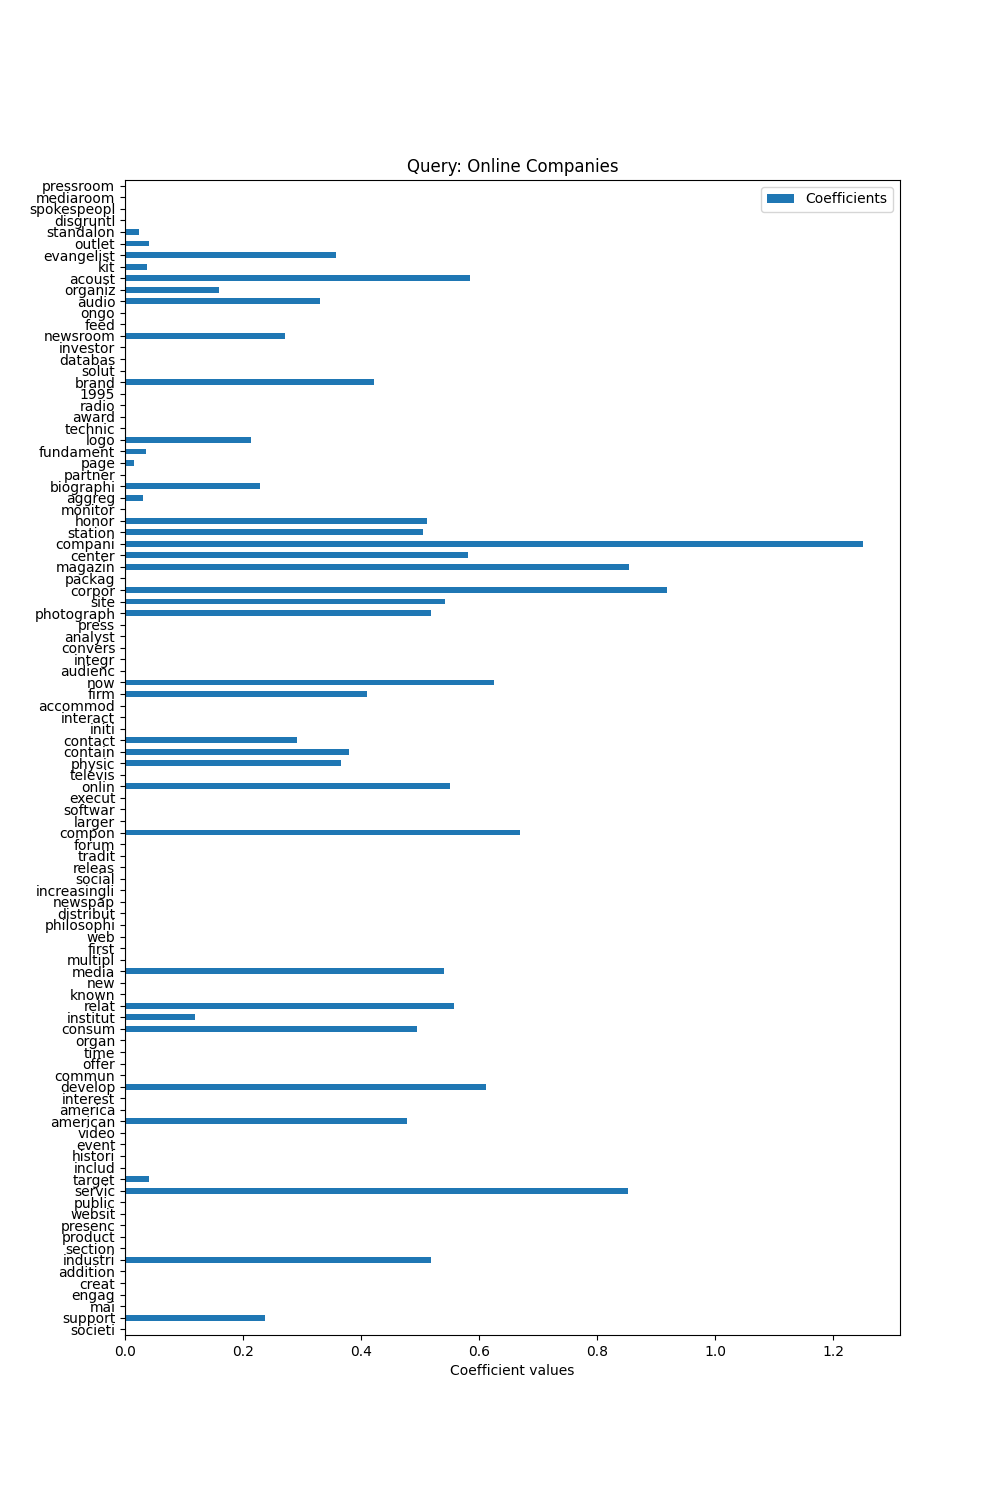 Query: Online Companies
Coefficients
pressroom
mediaroom
spokespeopl
disgruntl
standalon
outlet
evangelist
kit
acoust
organiz
audio
ongo
feed
newsroom
investor
databas
solut
brand
1995
radio
award
technic
logo
fundament
page
partner
biographi
aggreg
monitor
honor
station
compani
center
magazin
packag
corpor
site
photograph
press
analyst
convers
integr
audienc
now
firm
accommod
interact
initi
contact
contain
physic
televis
onlin
execut
softwar
larger
compon
forum
tradit
releas
social
increasingli
newspap
distribut
philosophi
web
first
multipl
media
new
known
relat
institut
consum
organ
time
offer
commun
develop
interest
america
american
video
event
histori
includ
target
servic
public
websit
presenc
product
section
industri
addition
creat
engag
mai
support
societi
0.0 0.2 0.4 0.6 0.8 1.0 1.2
Coefficient values